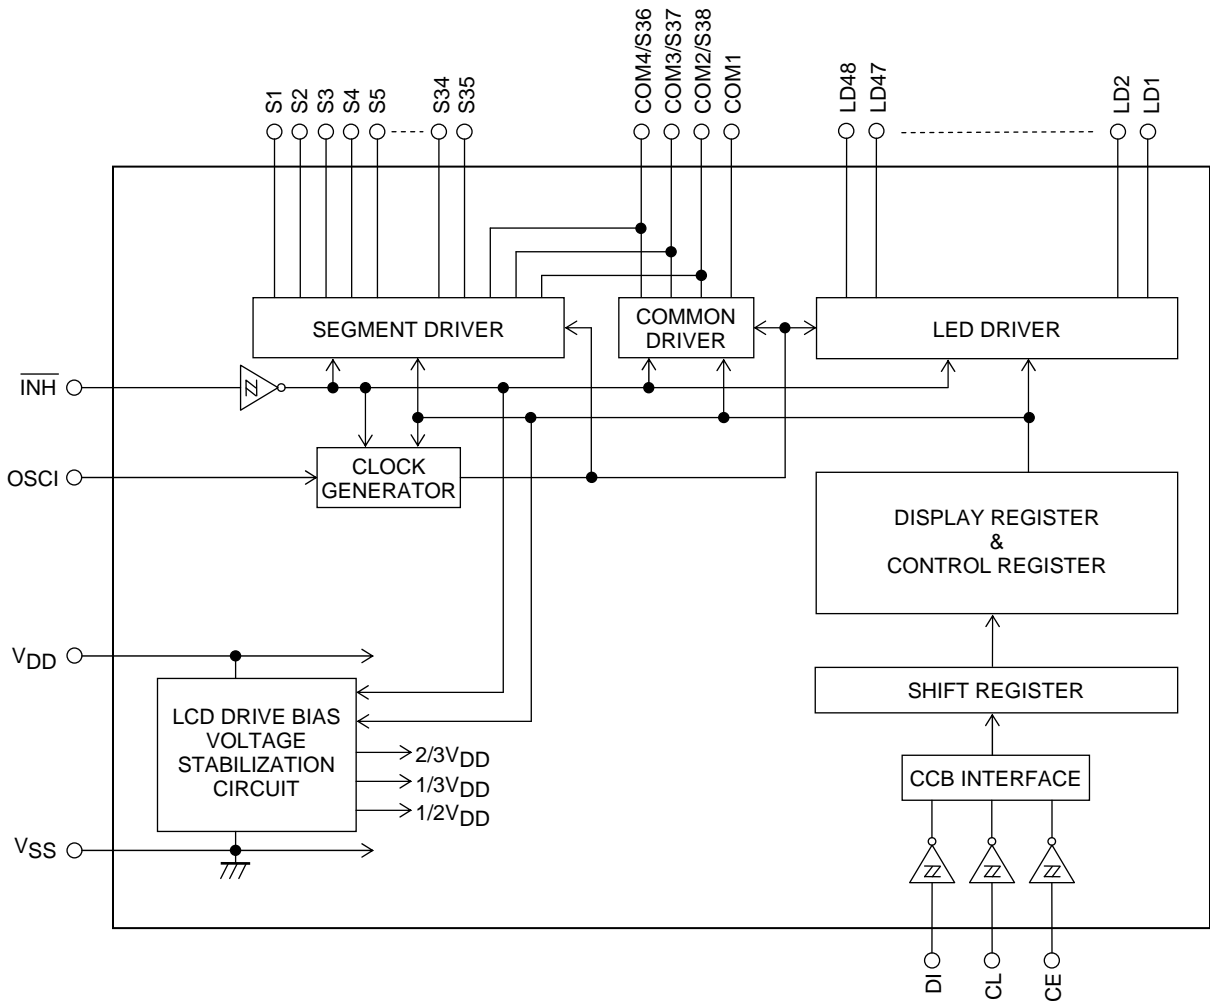 S1
S2
S3
S4
S5
S34
S35
COM4/S36
COM3/S37
COM2/S38
COM1
LD48
LD47
LD2
LD1
SEGMENT DRIVER
COMMON
DRIVER
LED DRIVER
INH
OSCI
CLOCK
GENERATOR
DISPLAY REGISTER
&
CONTROL REGISTER
VDD
LCD DRIVE BIAS
VOLTAGE
STABILIZATION
CIRCUIT
2/3VDD
1/3VDD
1/2VDD
SHIFT REGISTER
CCB INTERFACE
VSS
DI
CL
CE